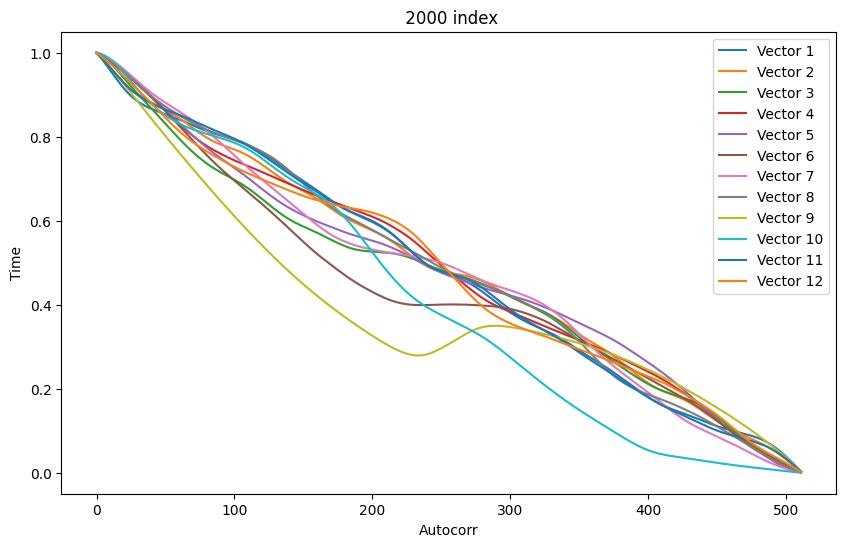 2000 index
1.0
0.8
0.6
0.4
0.2
0.0
Time
0 100 200 300 400 500
Autocorr
Vector 1
Vector 2
Vector 3
Vector 4
Vector 5
Vector 6
Vector 7
Vector 8
Vector 9
Vector 10
Vector 11
Vector 12